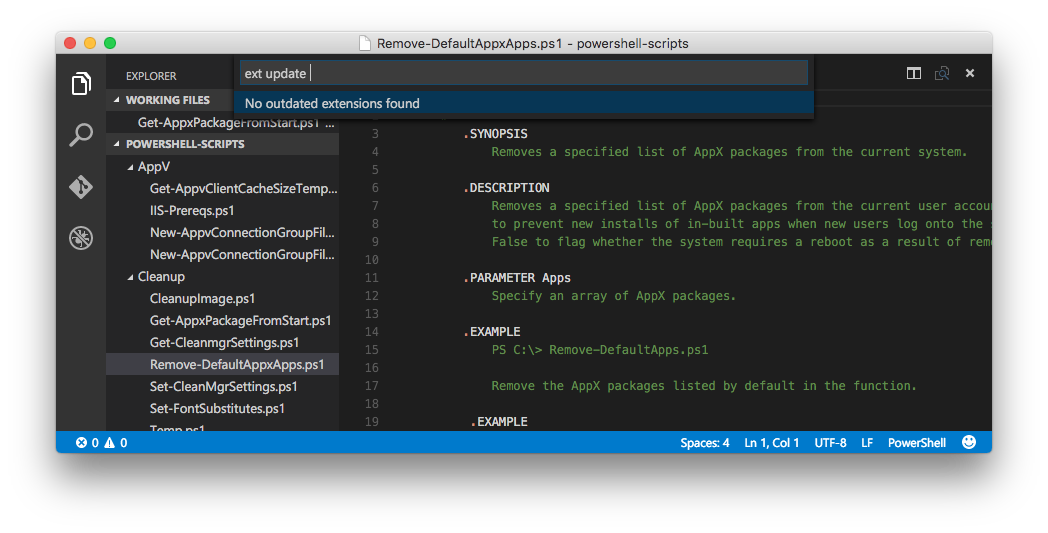 Remove-DefaultAppxApps.ps1 - powershell-scripts
EXPLORER
ext update
No outdated extensions found
WORKING FILES
Get-AppxPackageFromStart.ps1 ...
POWERSHELL-SCRIPTS
AppV
Get-AppvClientCacheSizeTemp...
IIS-Prereqs.ps1
New-AppvConnectionGroupFil...
New-AppvConnectionGroupFil...
Cleanup
CleanupImage.ps1
Get-AppxPackageFromStart.ps1
Get-CleanmgrSettings.ps1
Remove-DefaultAppxApps.ps1
Set-CleanMgrSettings.ps1
Set-FontSubstitutes.ps1
Temp.ps1
3 .SYNOPSIS
4 Removes a specified list of AppX packages from the current system.
5
6 .DESCRIPTION
7 Removes a specified list of AppX packages from the current user
8 to prevent new installs of in-built apps when new users log onto the
9 False to flag whether the system requires a reboot as a result of
10
11 .PARAMETER Apps
12 Specify an array of AppX packages.
13
14 .EXAMPLE
15 PS C:\> Remove-DefaultApps.ps1
16
17 Remove the AppX packages listed by default in the function.
18
19 .EXAMPLE
0 0 Spaces: 4 Ln 1, Col 1 UTF-8 LF PowerShell